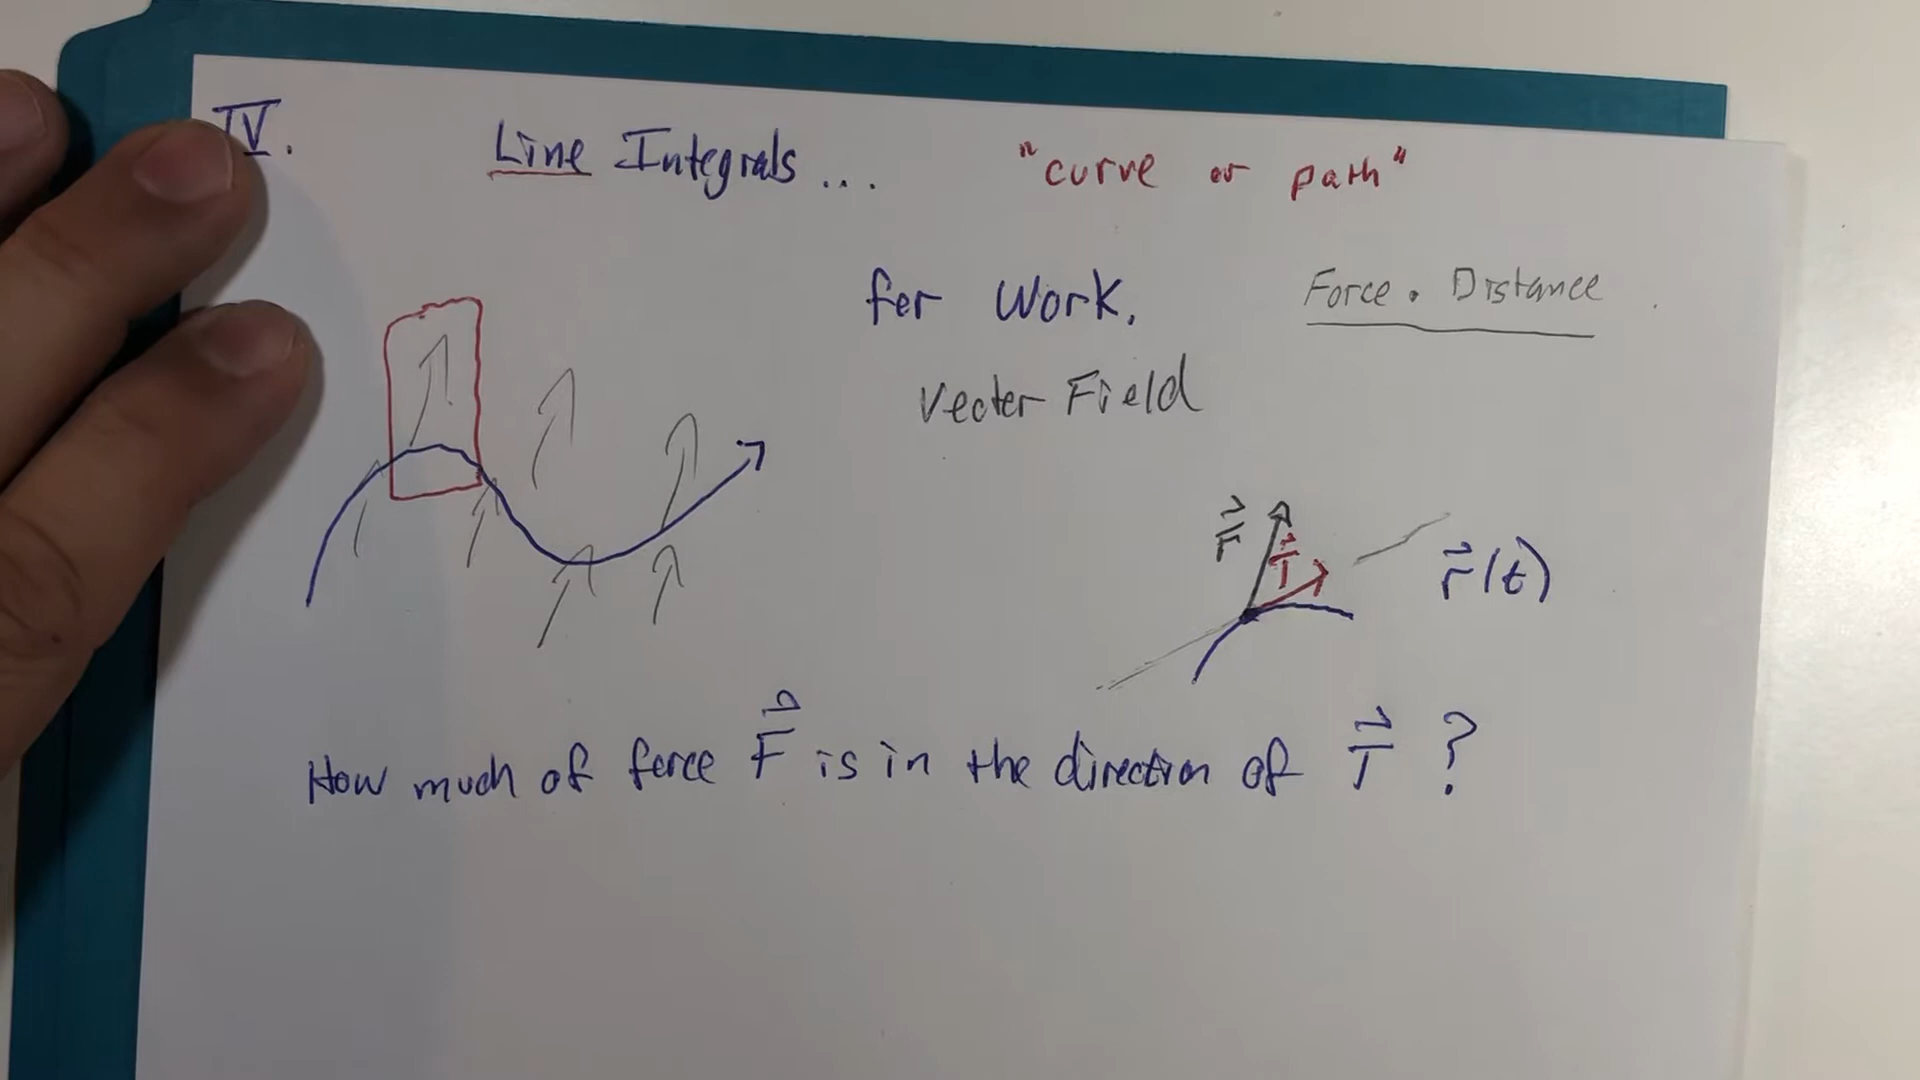 IV. Line Integrals ... "curve or path"
for Work. Force · Distance
Vector Field
F⃗ T⃗ r⃗(t)
How much of force F⃗ is in the direction of T⃗ ?